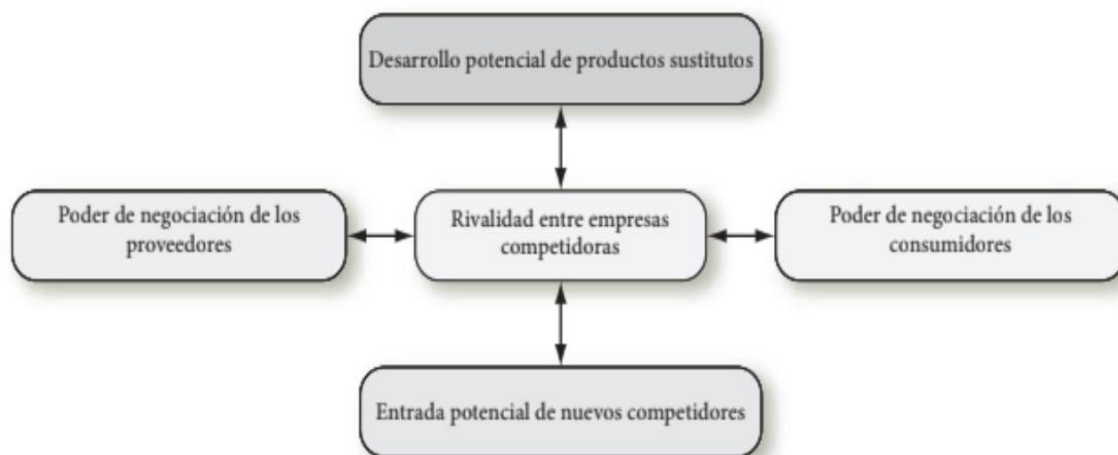 Desarrollo potencial de productos sustitutos
Poder de negociación de los
proveedores
Rivalidad entre empresas
competidoras
Poder de negociación de los
consumidores
Entrada potencial de nuevos competidores